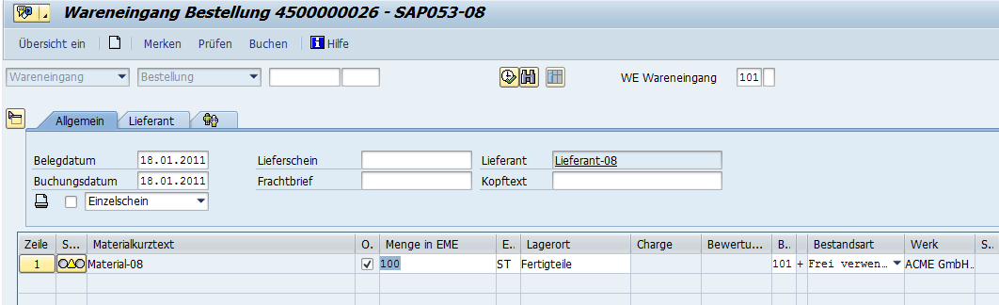 Wareneingang Bestellung 4500000026 - SAP053-08
Übersicht ein Merken Prüfen Buchen Hilfe
Wareneingang Bestellung WE Wareneingang 101
Allgemein Lieferant
Belegdatum 18.01.2011 Lieferschein Lieferant Lieferant-08
Buchungsdatum 18.01.2011 Frachtbrief Kopftext
Einzelschein
Zeile S... Materialkurztext O. Menge in EME E.. Lagerort Charge Bewertu... B.. Bestandsart Werk S..
1 Material-08 100 ST Fertigteile 101 + Frei verwen... ACME GmbH..